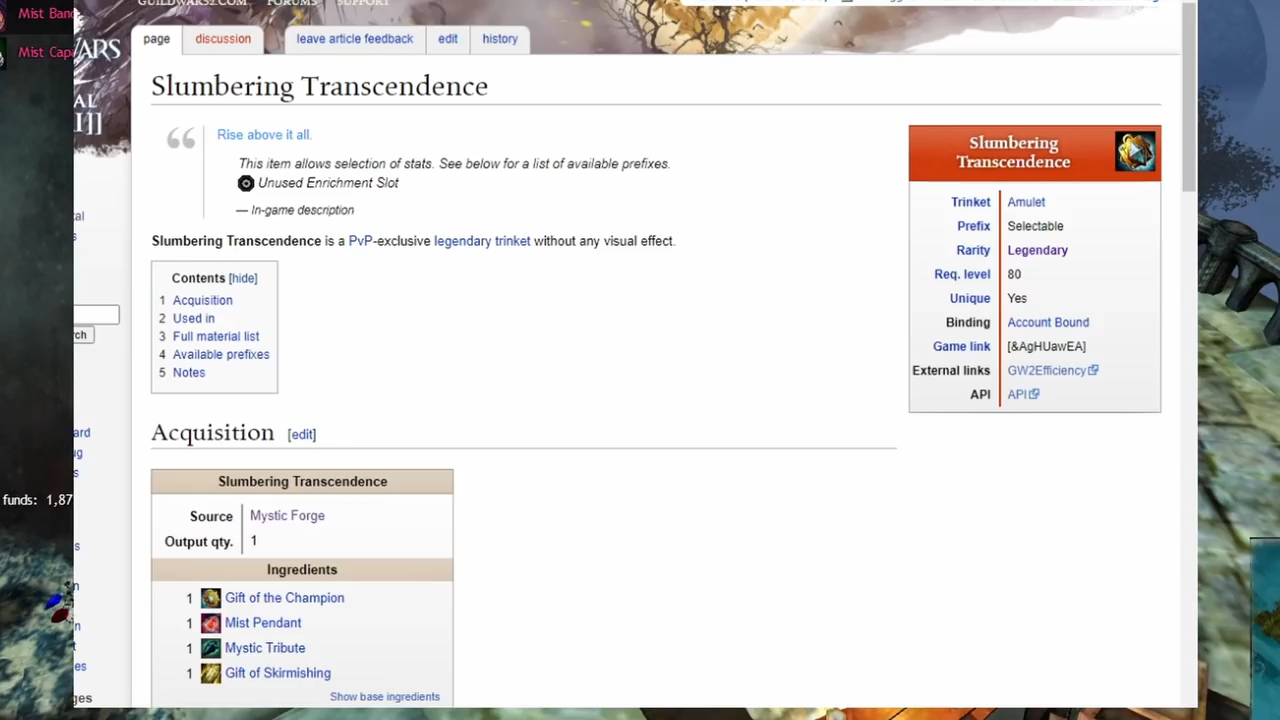 GUILDWARS2.COM FORUMS SUPPORT
Mist Band
Mist Capa
page discussion leave article feedback edit history
Slumbering Transcendence
Rise above it all.
This item allows selection of stats. See below for a list of available prefixes.
Unused Enrichment Slot
— In-game description
Slumbering Transcendence is a PvP-exclusive legendary trinket without any visual effect.
Contents [hide]
1 Acquisition
2 Used in
3 Full material list
4 Available prefixes
5 Notes
Slumbering
Transcendence
Trinket Amulet
Prefix Selectable
Rarity Legendary
Req. level 80
Unique Yes
Binding Account Bound
Game link [&AgHUawEA]
External links GW2Efficiency
API API
Acquisition [edit]
Slumbering Transcendence
Source Mystic Forge
Output qty. 1
Ingredients
1 Gift of the Champion
1 Mist Pendant
1 Mystic Tribute
1 Gift of Skirmishing
Show base ingredients
funds: 1,87